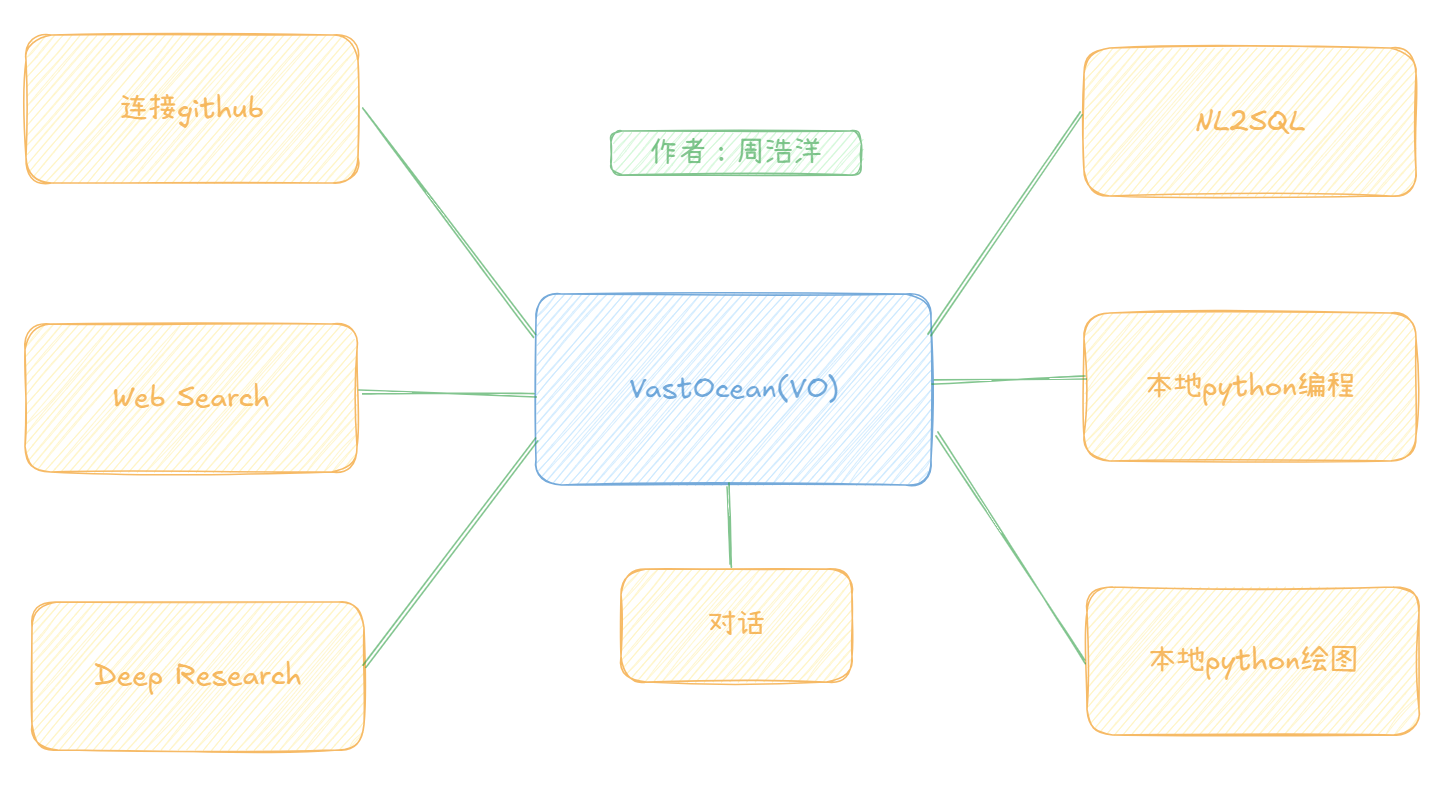 连接github
NL2SQL
作者：周浩洋
Web Search
VastOcean(VO)
本地python编程
Deep Research
对话
本地python绘图